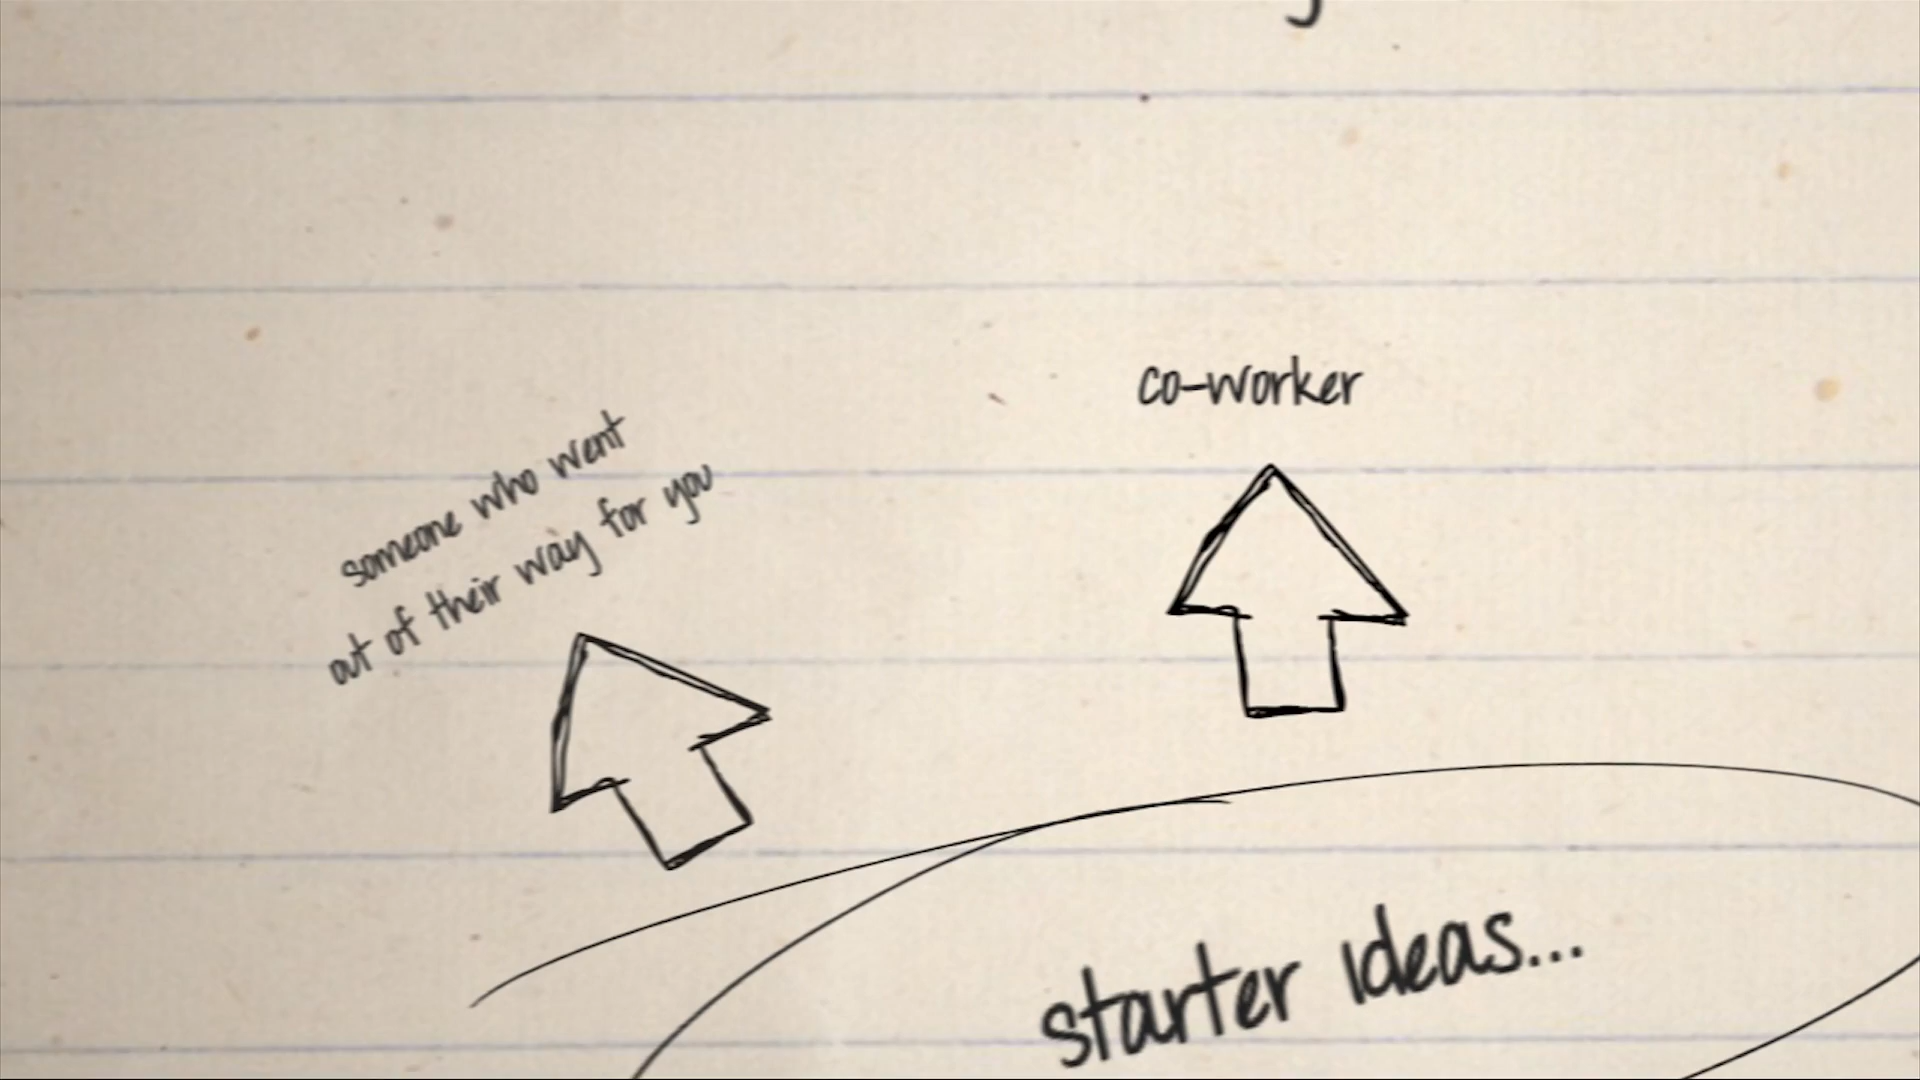 co-worker
someone who went
out of their way for you
starter ideas...